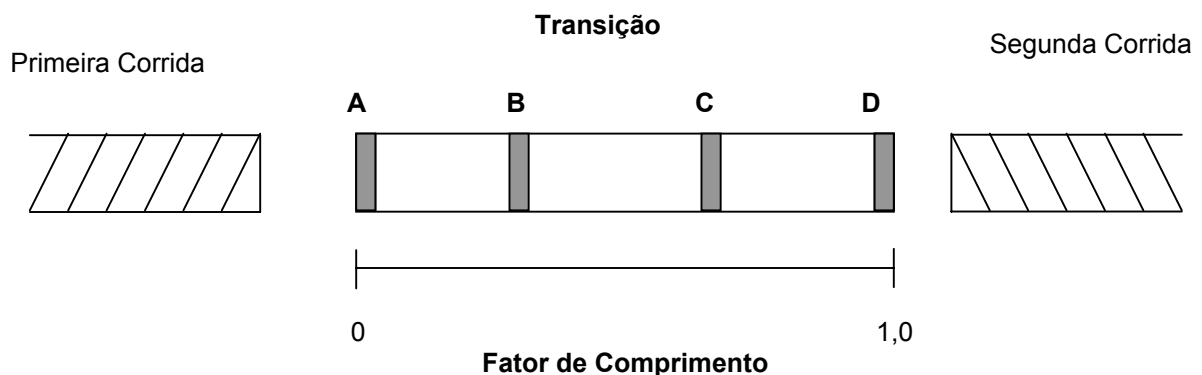 Transição
Primeira Corrida
Segunda Corrida
A B C D
0 1,0
Fator de Comprimento